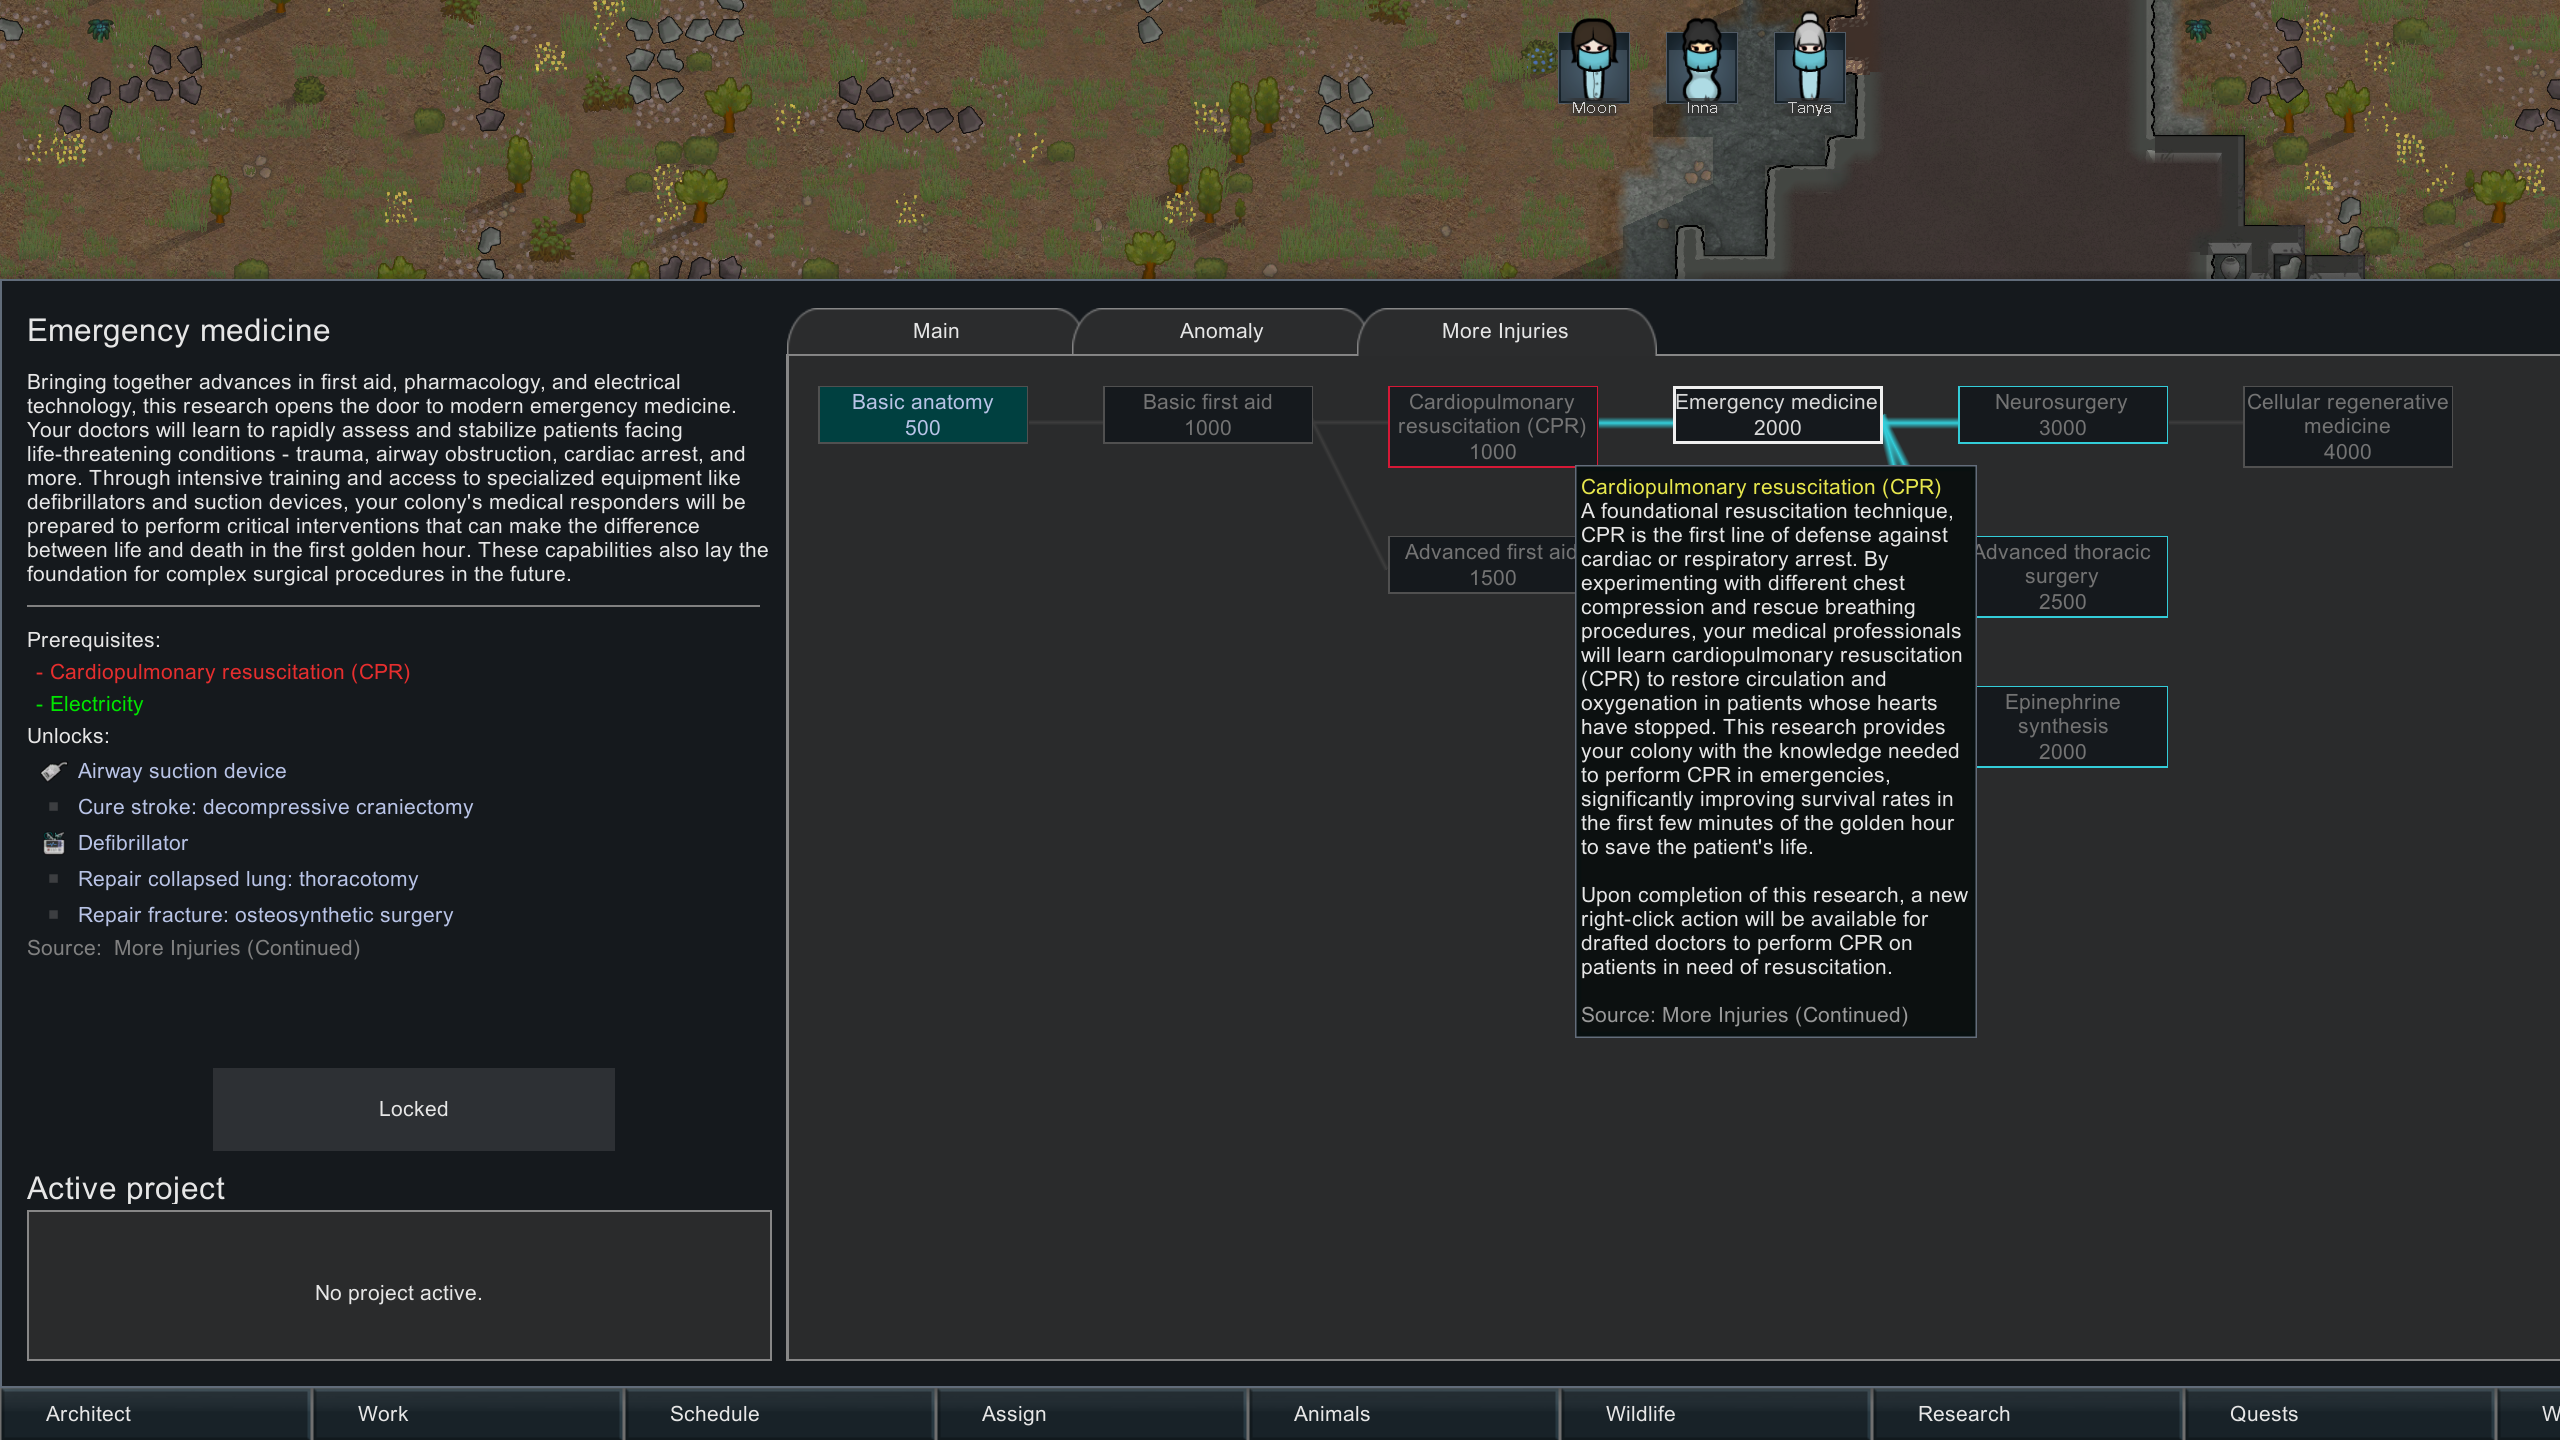 Moon
Inna
Tanya
Emergency medicine
Bringing together advances in first aid, pharmacology, and electrical
technology, this research opens the door to modern emergency medicine.
Your doctors will learn to rapidly assess and stabilize patients facing
life-threatening conditions - trauma, airway obstruction, cardiac arrest, and
more. Through intensive training and access to specialized equipment like
defibrillators and suction devices, your colony's medical responders will be
prepared to perform critical interventions that can make the difference
between life and death in the first golden hour. These capabilities also lay the
foundation for complex surgical procedures in the future.
Prerequisites:
- Cardiopulmonary resuscitation (CPR)
- Electricity
Unlocks:
Airway suction device
Cure stroke: decompressive craniectomy
Defibrillator
Repair collapsed lung: thoracotomy
Repair fracture: osteosynthetic surgery
Source: More Injuries (Continued)
Locked
Active project
No project active.
Main
Anomaly
More Injuries
Basic anatomy
500
Basic first aid
1000
Cardiopulmonary
resuscitation (CPR)
1000
Emergency medicine
2000
Neurosurgery
3000
Cellular regenerative
medicine
4000
Advanced first aid
1500
Advanced thoracic
surgery
2500
Epinephrine
synthesis
2000
Cardiopulmonary resuscitation (CPR)
A foundational resuscitation technique,
CPR is the first line of defense against
cardiac or respiratory arrest. By
experimenting with different chest
compression and rescue breathing
procedures, your medical professionals
will learn cardiopulmonary resuscitation
(CPR) to restore circulation and
oxygenation in patients whose hearts
have stopped. This research provides
your colony with the knowledge needed
to perform CPR in emergencies,
significantly improving survival rates in
the first few minutes of the golden hour
to save the patient's life.
Upon completion of this research, a new
right-click action will be available for
drafted doctors to perform CPR on
patients in need of resuscitation.
Source: More Injuries (Continued)
Architect
Work
Schedule
Assign
Animals
Wildlife
Research
Quests